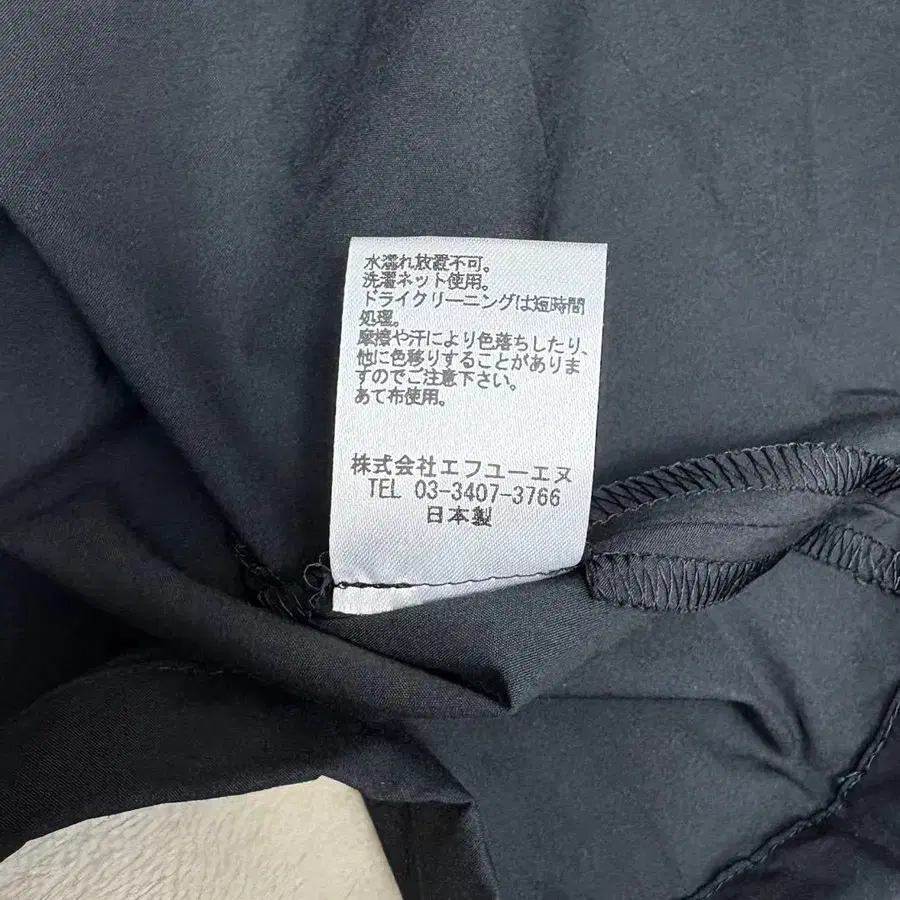 水濡れ放置不可。
洗濯ネット使用。
ドライクリーニングは短時間
処理。
摩擦や汗により色落ちしたり、
他に色移りすることがありま
すのでご注意下さい。
あて布使用。
株式会社エフユーエヌ
TEL 03-3407-3766
日本製